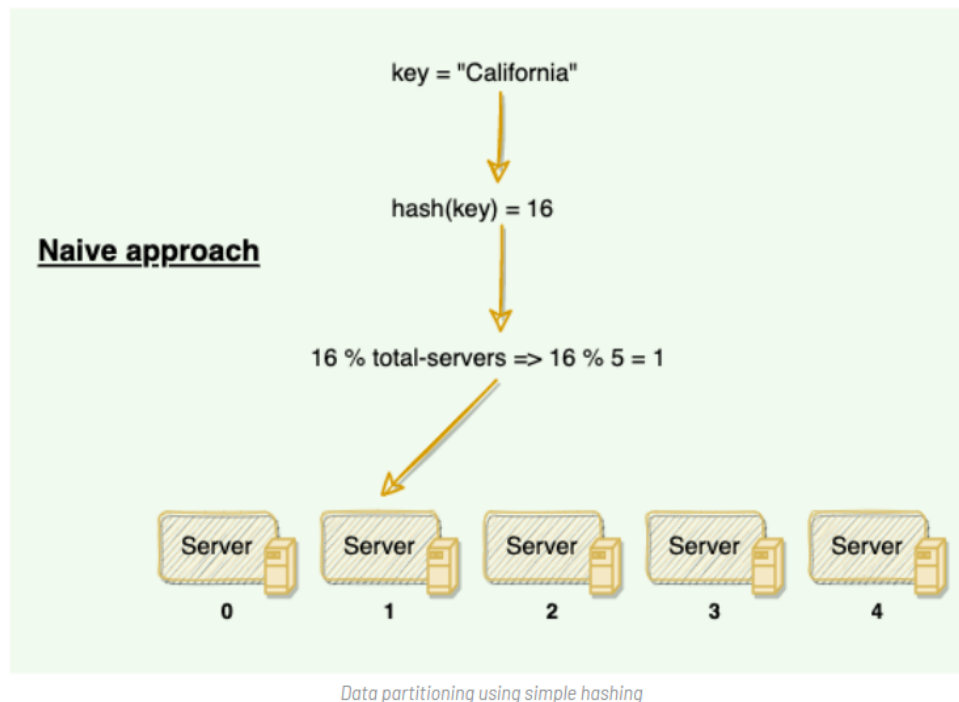 key = "California"
hash(key) = 16
Naive approach
16 % total-servers => 16 % 5 = 1
Server Server Server Server Server
0 1 2 3 4
Data partitioning using simple hashing